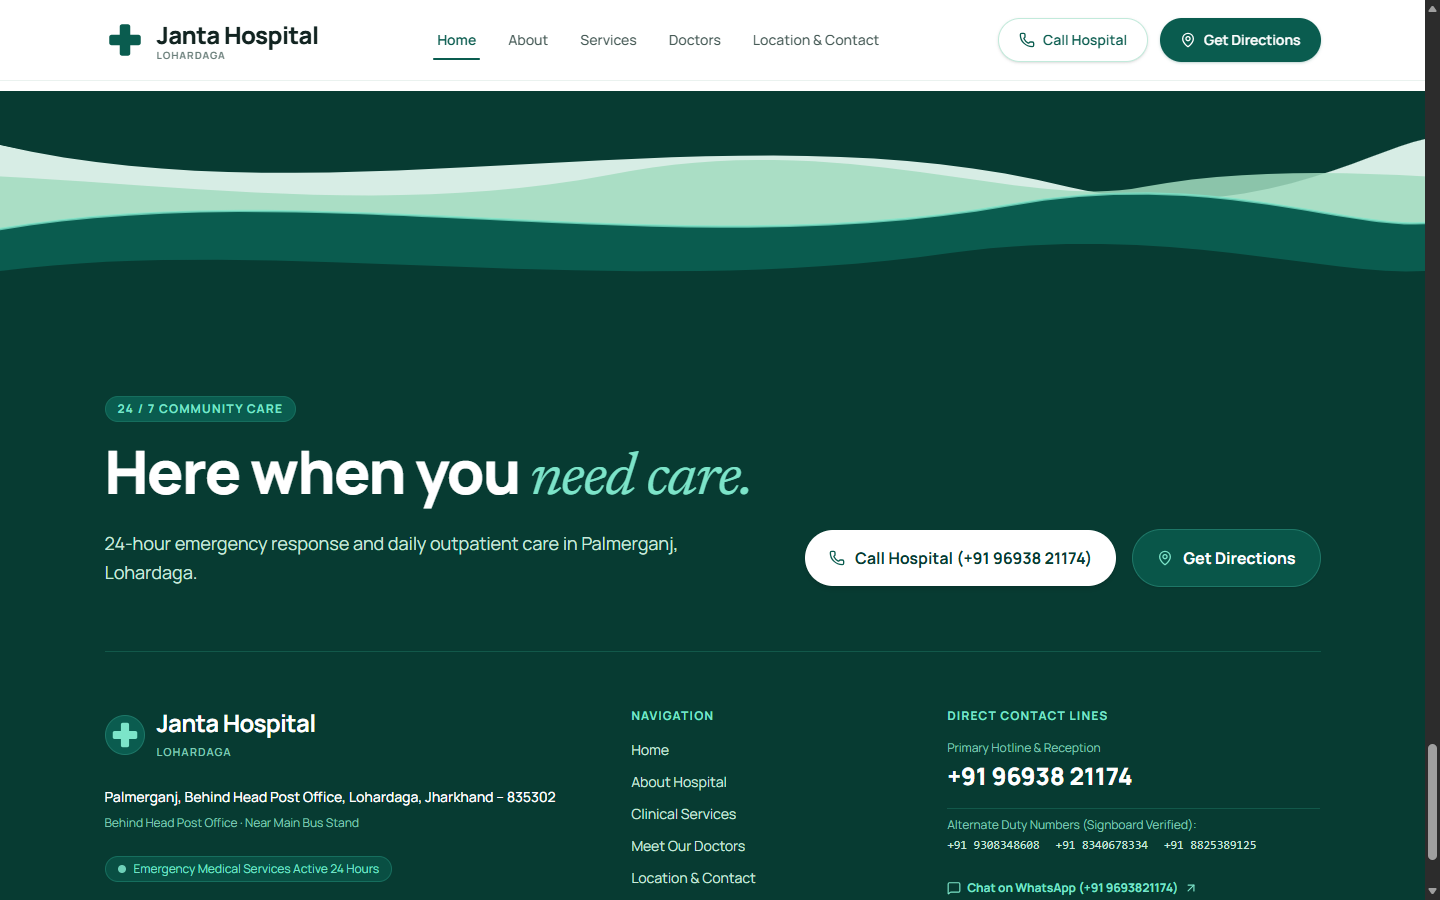 Janta Hospital
LOHARDAGA
Home
About
Services
Doctors
Location & Contact
Call Hospital
Get Directions
24 / 7 COMMUNITY CARE
Here when you need care.
24-hour emergency response and daily outpatient care in Palmerganj,
Lohardaga.
Call Hospital (+91 96938 21174)
Get Directions
Janta Hospital
LOHARDAGA
Palmerganj, Behind Head Post Office, Lohardaga, Jharkhand – 835302
Behind Head Post Office · Near Main Bus Stand
Emergency Medical Services Active 24 Hours
NAVIGATION
Home
About Hospital
Clinical Services
Meet Our Doctors
Location & Contact
DIRECT CONTACT LINES
Primary Hotline & Reception
+91 96938 21174
Alternate Duty Numbers (Signboard Verified):
+91 9308348608 +91 8340678334 +91 8825389125
Chat on WhatsApp (+91 9693821174)